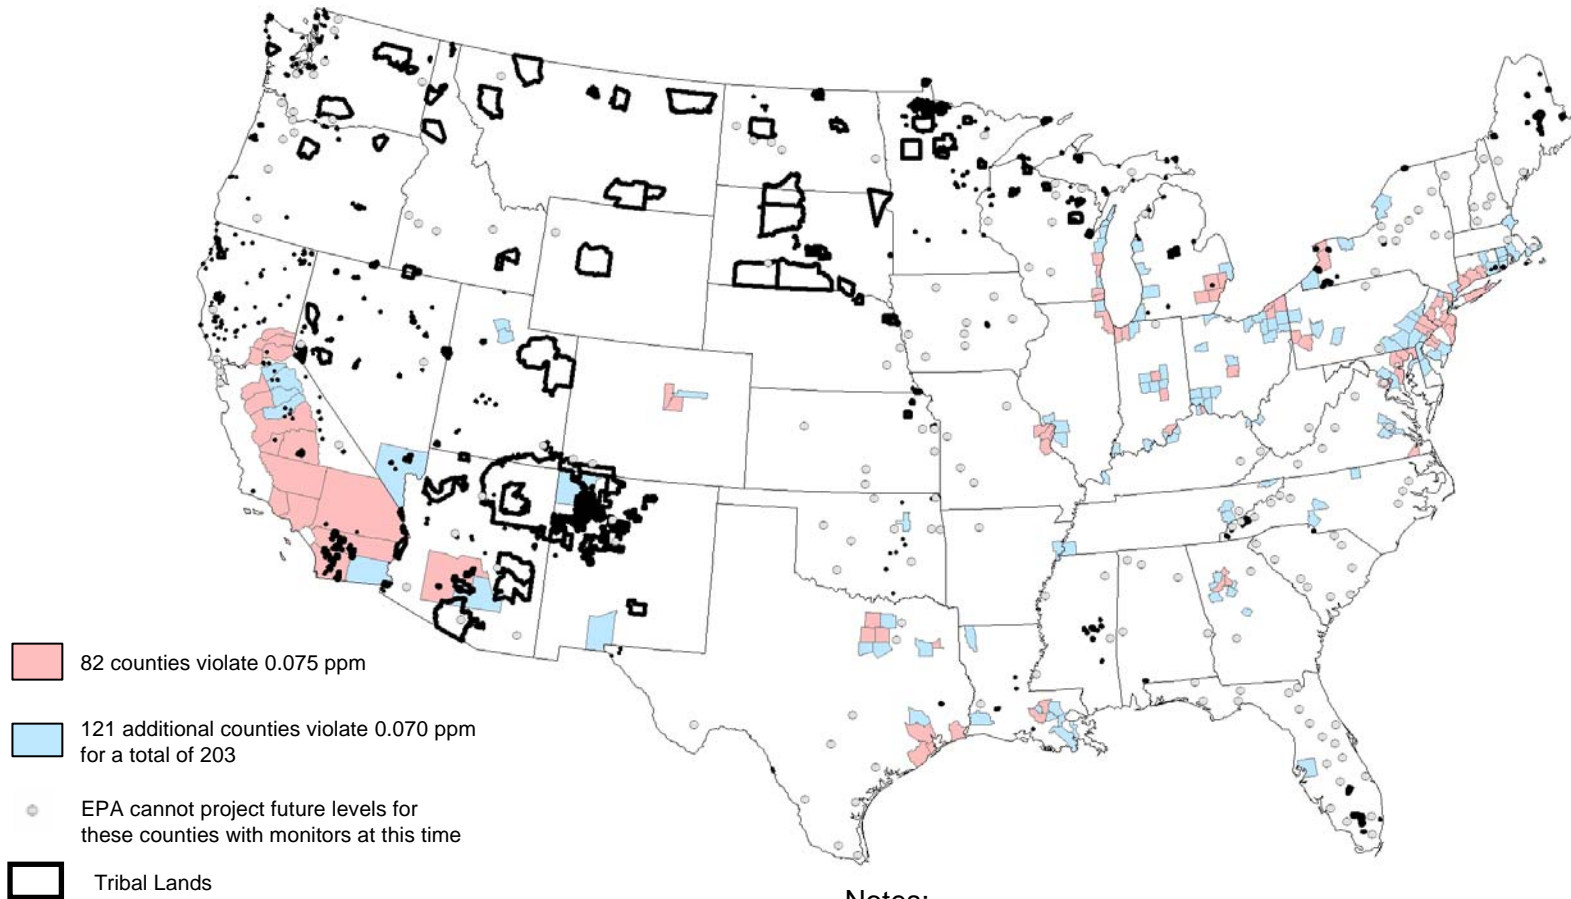 82 counties violate 0.075 ppm
121 additional counties violate 0.070 ppm
for a total of 203
EPA cannot project future levels for
these counties with monitors at this time
Tribal Lands
Notes: